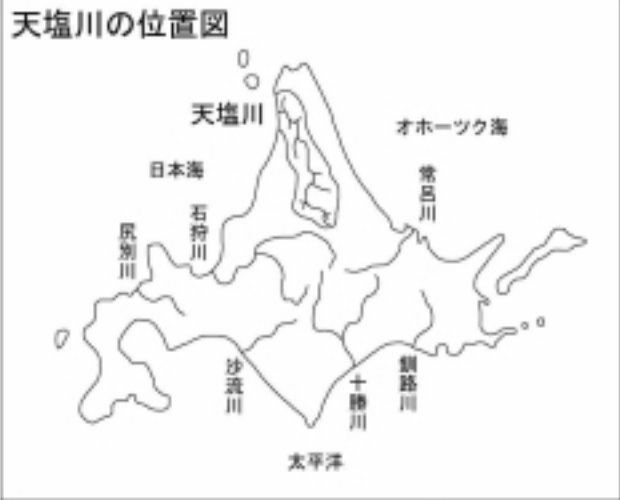 天塩川の位置図
天塩川
オホーツク海
日本海
常呂川
石狩川
尻別川
沙流川
十勝川
釧路川
太平洋